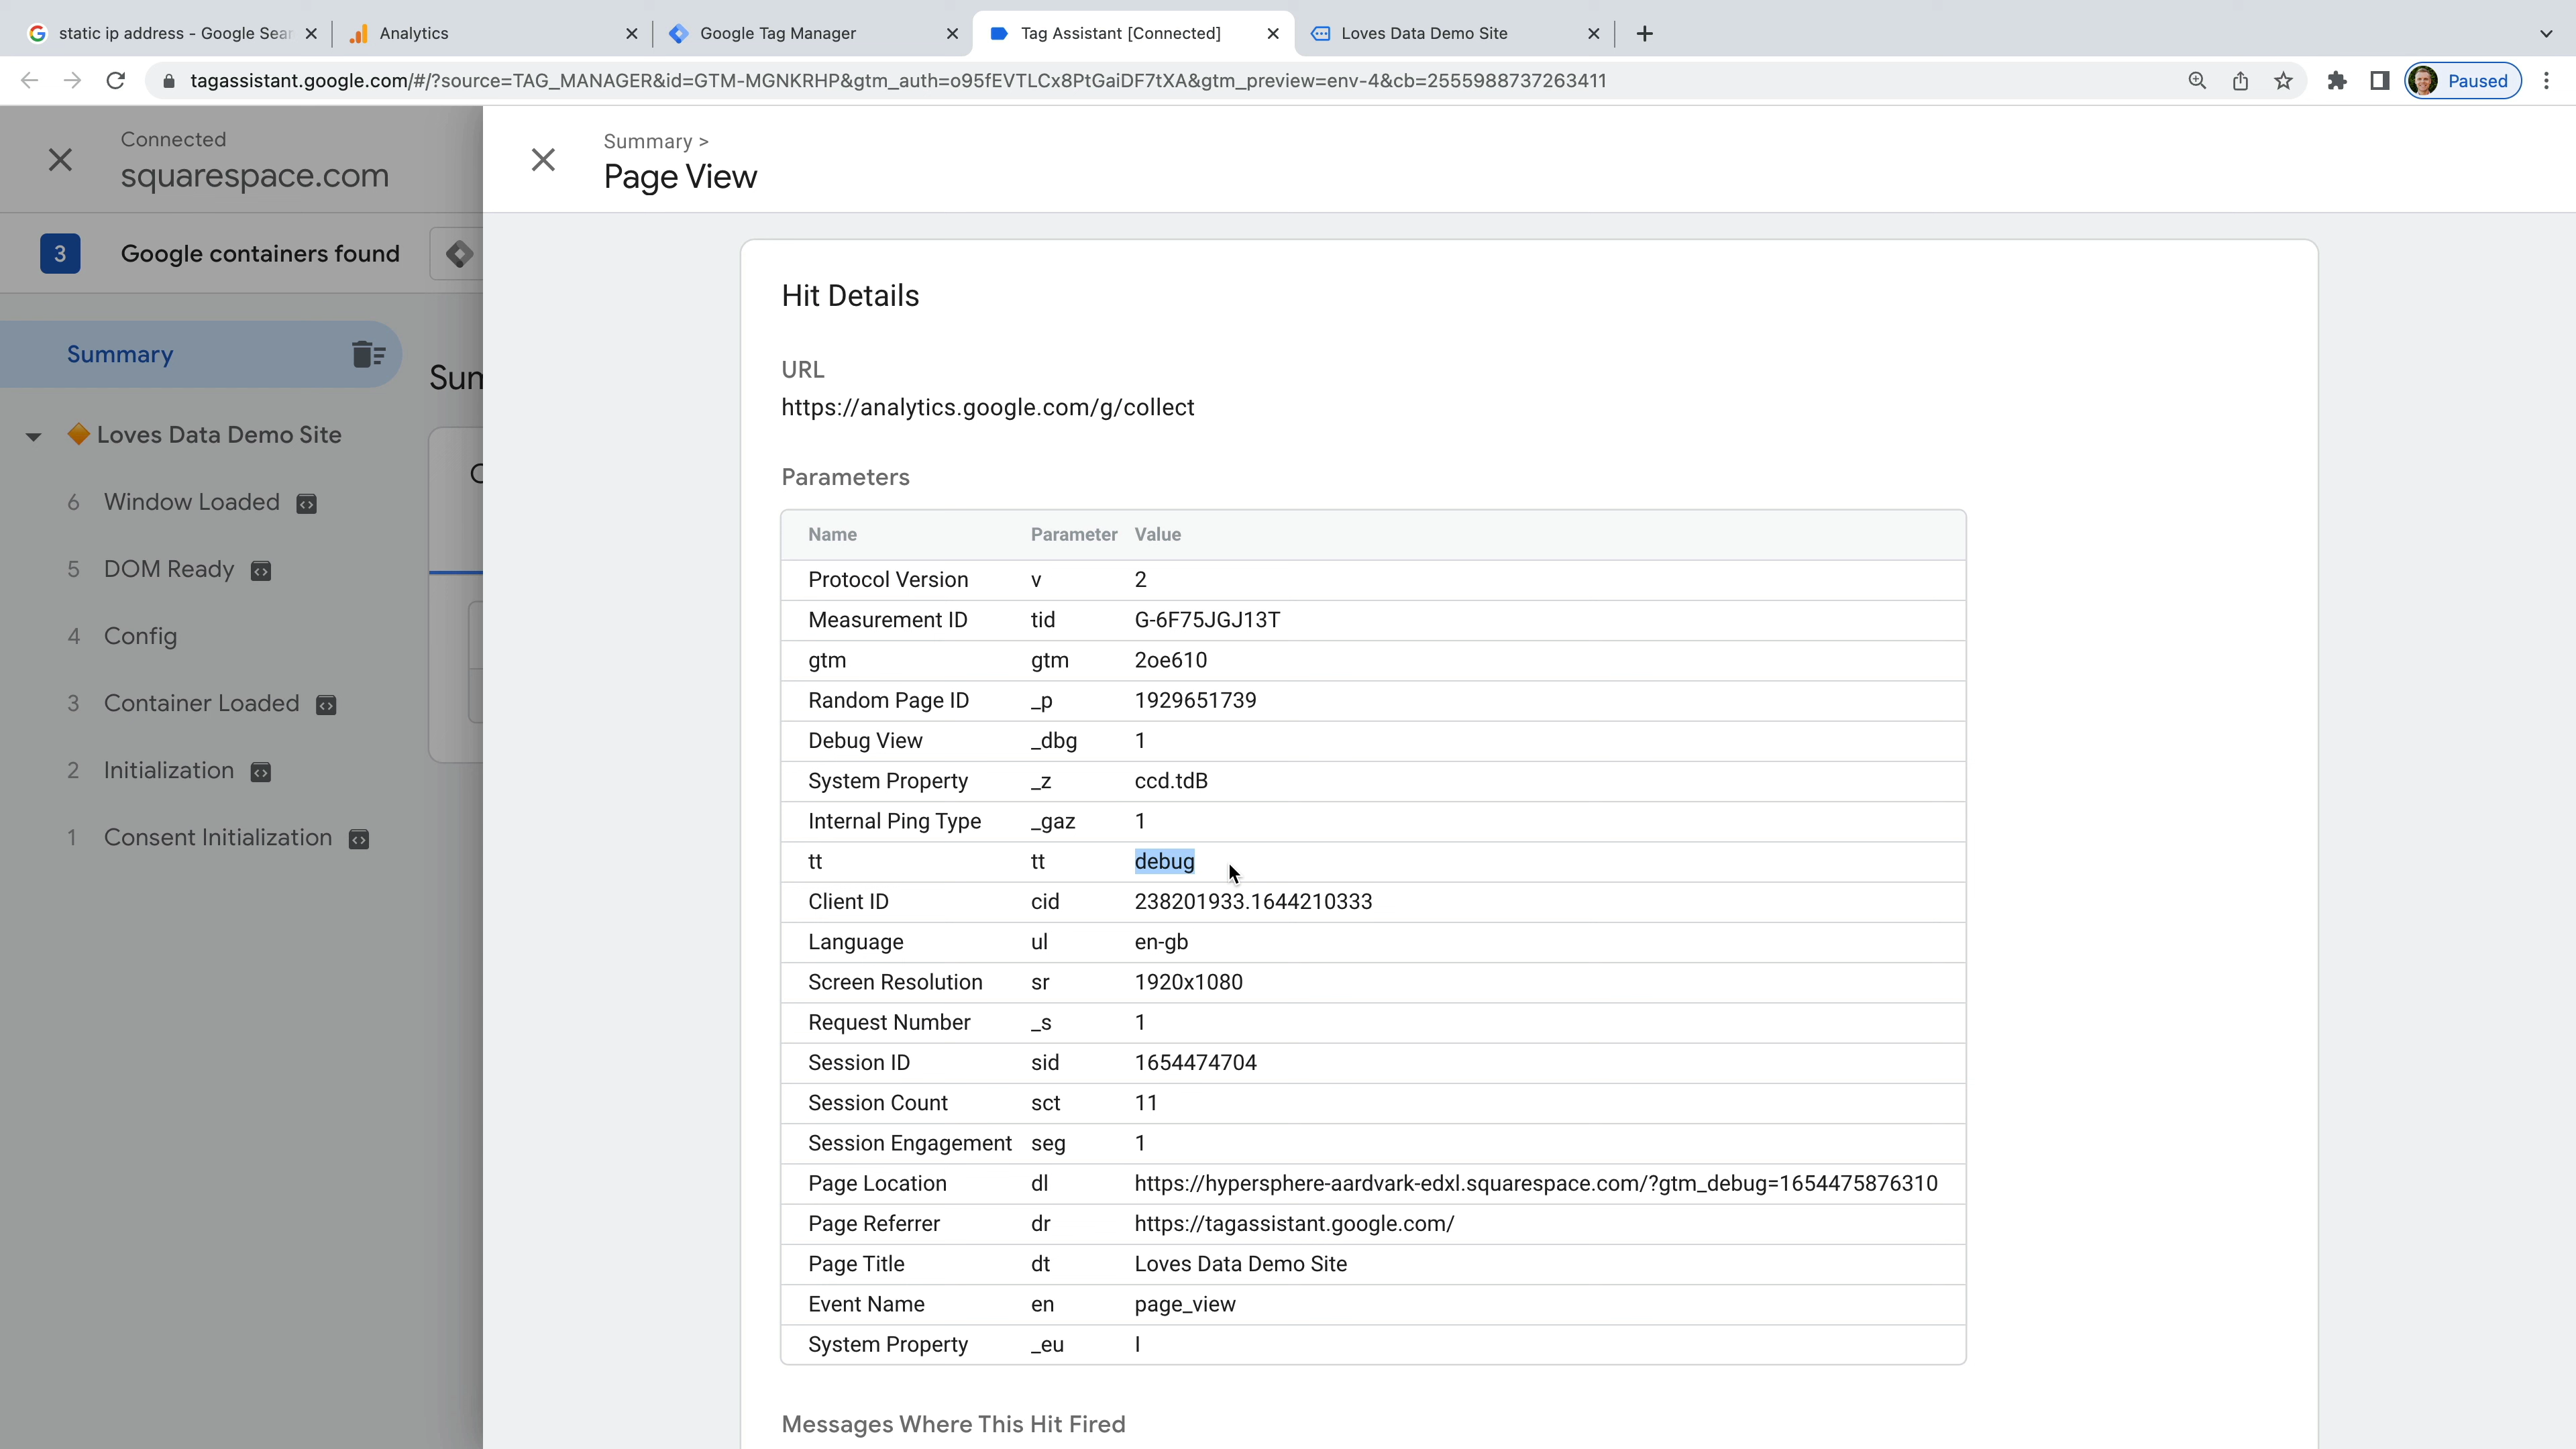 static ip address - Google Sear
Analytics
Google Tag Manager
Tag Assistant [Connected]
Loves Data Demo Site
tagassistant.google.com/#/?source=TAG_MANAGER&id=GTM-MGNKRHP&gtm_auth=o95fEVTLCx8PtGaiDF7tXA&gtm_preview=env-4&cb=2555988737263411
Paused
Connected
squarespace.com
Summary >
Page View
3 Google containers found
Summary
Sum
Loves Data Demo Site
6 Window Loaded
5 DOM Ready
4 Config
3 Container Loaded
2 Initialization
1 Consent Initialization
Hit Details
URL
https://analytics.google.com/g/collect
Parameters
Name Parameter Value
Protocol Version v 2
Measurement ID tid G-6F75JGJ13T
gtm gtm 2oe610
Random Page ID _p 1929651739
Debug View _dbg 1
System Property _z ccd.tdB
Internal Ping Type _gaz 1
tt tt debug
Client ID cid 238201933.1644210333
Language ul en-gb
Screen Resolution sr 1920x1080
Request Number _s 1
Session ID sid 1654474704
Session Count sct 11
Session Engagement seg 1
Page Location dl https://hypersphere-aardvark-edxl.squarespace.com/?gtm_debug=1654475876310
Page Referrer dr https://tagassistant.google.com/
Page Title dt Loves Data Demo Site
Event Name en page_view
System Property _eu I
Messages Where This Hit Fired